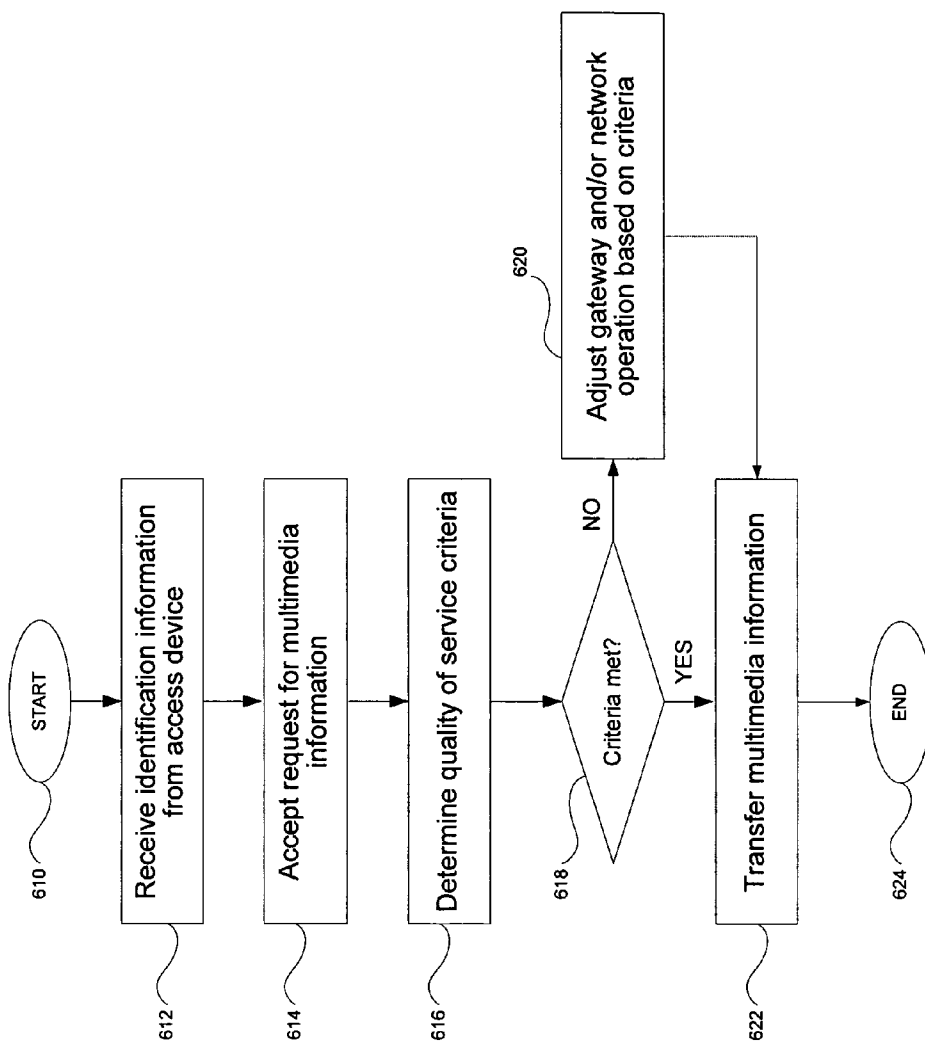 START
610
Receive identification information
from access device
612
Accept request for multimedia
information
614
Determine quality of service criteria
616
Criteria met?
618
NO
YES
Adjust gateway and/or network
operation based on criteria
620
Transfer multimedia information
622
END
624